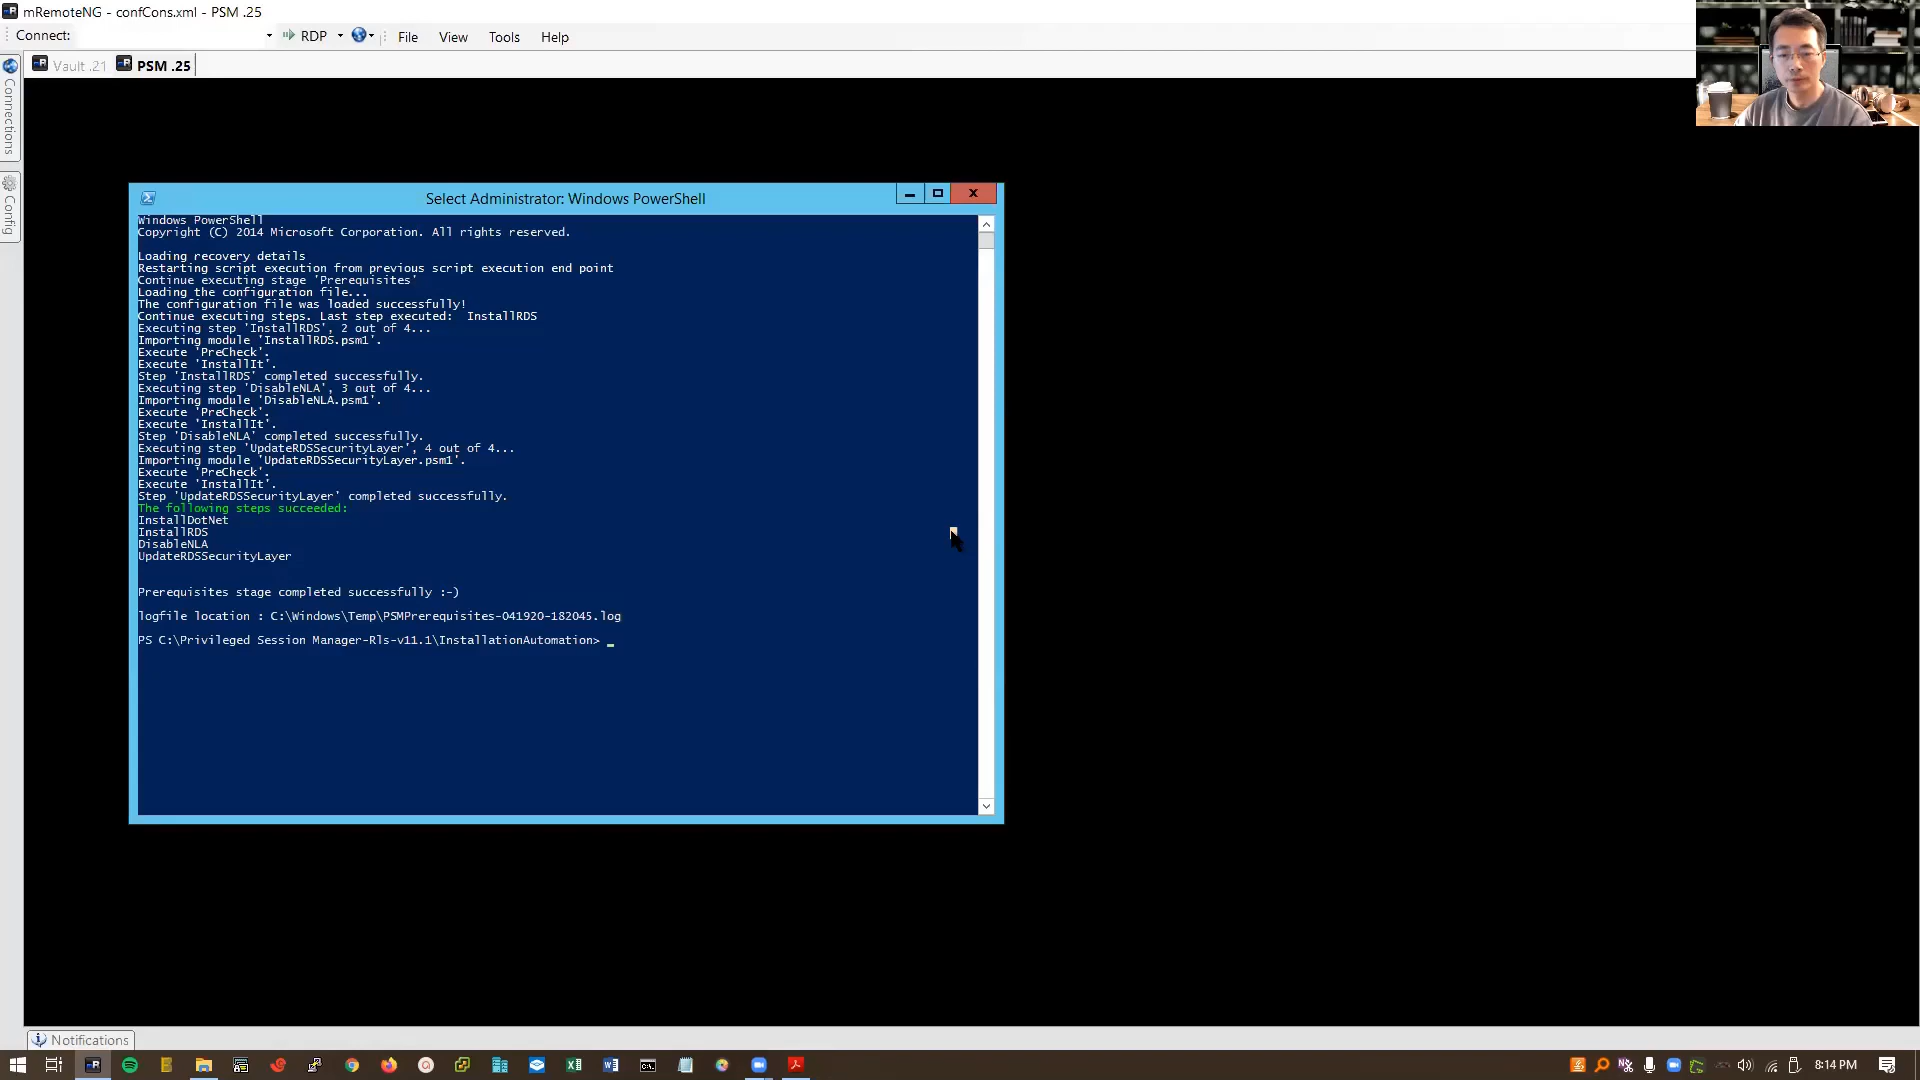 mRemoteNG - confCons.xml - PSM .25
Connect:
RDP
File
View
Tools
Help
Vault .21
PSM .25
Connections
Config
Select Administrator: Windows PowerShell
Windows PowerShell
Copyright (C) 2014 Microsoft Corporation. All rights reserved.
Loading recovery details
Restarting script execution from previous script execution end point
Continue executing stage 'Prerequisites'
Loading the configuration file...
The configuration file was loaded successfully!
Continue executing steps. Last step executed:  InstallRDS
Executing step 'InstallRDS', 2 out of 4...
Importing module 'InstallRDS.psm1'.
Execute 'PreCheck'.
Execute 'InstallIt'.
Step 'InstallRDS' completed successfully.
Executing step 'DisableNLA', 3 out of 4...
Importing module 'DisableNLA.psm1'.
Execute 'PreCheck'.
Execute 'InstallIt'.
Step 'DisableNLA' completed successfully.
Executing step 'UpdateRDSSecurityLayer', 4 out of 4...
Importing module 'UpdateRDSSecurityLayer.psm1'.
Execute 'PreCheck'.
Execute 'InstallIt'.
Step 'UpdateRDSSecurityLayer' completed successfully.
The following steps succeeded:
InstallDotNet
InstallRDS
DisableNLA
UpdateRDSSecurityLayer
Prerequisites stage completed successfully :-)
logfile location : C:\Windows\Temp\PSMPrerequisites-041920-182045.log
PS C:\Privileged Session Manager-Rls-v11.1\InstallationAutomation> _
Notifications
8:14 PM